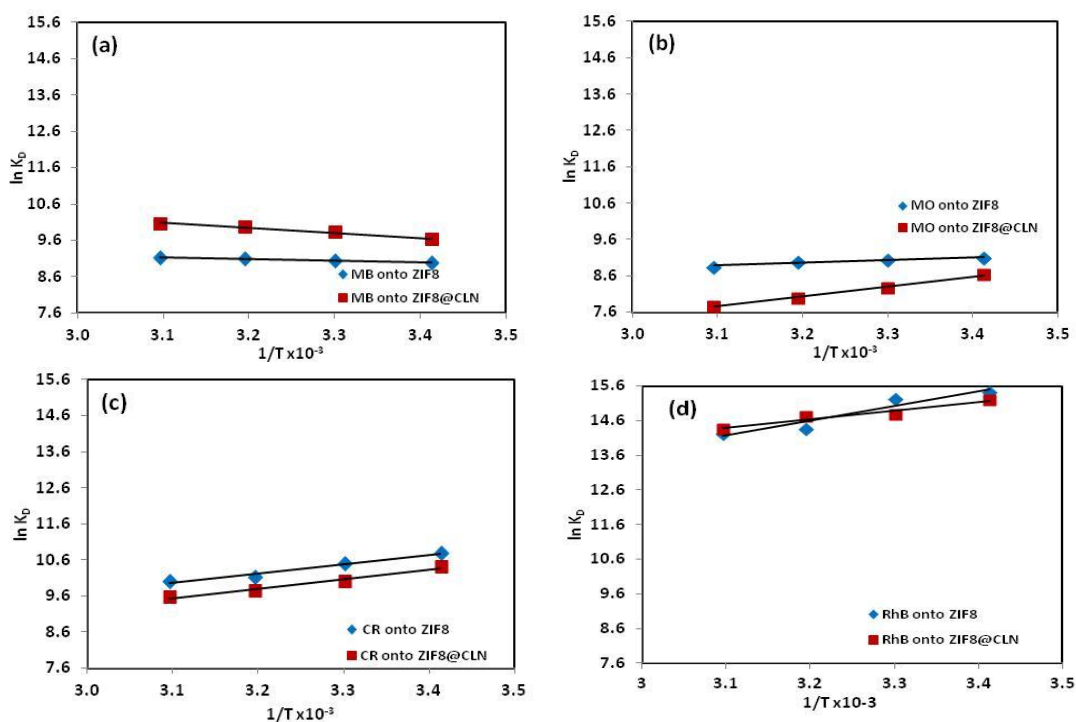 (a)
15.6
14.6
13.6
12.6
11.6
10.6
9.6
8.6
7.6
ln K_D
MB onto ZIF8
MB onto ZIF8@CLN
3.0 3.1 3.2 3.3 3.4 3.5
1/T x10⁻³
(b)
15.6
14.6
13.6
12.6
11.6
10.6
9.6
8.6
7.6
ln K_D
MO onto ZIF8
MO onto ZIF8@CLN
3.0 3.1 3.2 3.3 3.4 3.5
1/T x10⁻³
(c)
15.6
14.6
13.6
12.6
11.6
10.6
9.6
8.6
7.6
ln K_D
CR onto ZIF8
CR onto ZIF8@CLN
3.0 3.1 3.2 3.3 3.4 3.5
1/T x10⁻³
(d)
15.6
14.6
13.6
12.6
11.6
10.6
9.6
8.6
7.6
ln K_D
RhB onto ZIF8
RhB onto ZIF8@CLN
3 3.1 3.2 3.3 3.4 3.5
1/T x10-3